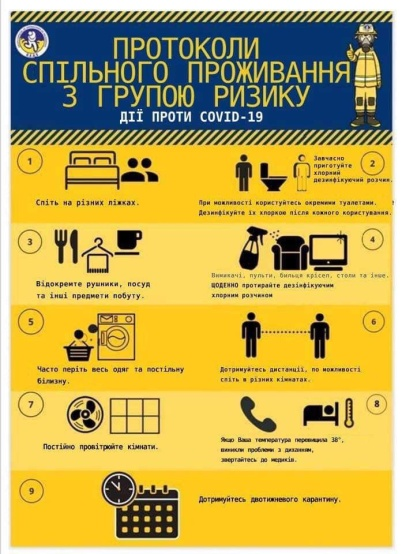 ПРОТОКОЛИ
СПІЛЬНОГО ПРОЖИВАННЯ
З ГРУПОЮ РИЗИКУ
ДІЇ ПРОТИ COVID-19
1
Спіть на різних ліжках.
2
Завчасно
приготуйте
хлорний
дезинфікуючий розчин.
При можливості користуйтесь окремими туалетами.
Дезінфікуйте їх хлоркою після кожного користування.
3
Відокремте рушники, посуд
та інші предмети побуту.
4
Вимикачі, пульти, бильця крісел, столи та інше.
ЩОДЕННО протирайте дезінфікуючим
хлорним розчином
5
Часто періть весь одяг та постільну
білизну.
6
Дотримуйтесь дистанції, по можливості
спіть в різних кімнатах.
7
Постійно провітрюйте кімнати.
8
Якщо Ваша температура перевищила 38°,
виникли проблеми з диханням,
звертайтесь до медиків.
9
Дотримуйтесь двотижневого карантину.